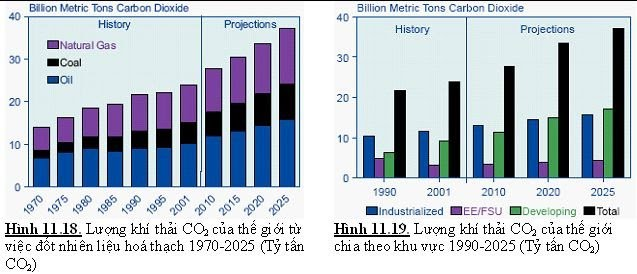 Billion Metric Tons Carbon Dioxide
40
30
20
10
0
History
Projections
Natural Gas
Coal
Oil
1970
1975
1980
1985
1990
1995
2001
2010
2015
2020
2025
Hình 11.18. Lượng khí thải CO₂ của thế giới từ
việc đốt nhiên liệu hoá thạch 1970-2025 (Tỷ tấn
CO₂)
Billion Metric Tons Carbon Dioxide
40
30
20
10
0
History
Projections
1990
2001
2010
2020
2025
Industrialized EE/FSU Developing Total
Hình 11.19. Lượng khí thải CO₂ của thế giới
chia theo khu vực 1990-2025 (Tỷ tấn CO₂)